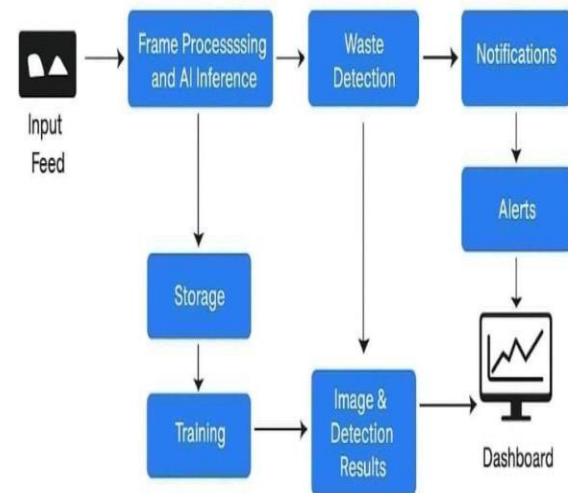 Input
Feed
Frame Processsing
and AI Inference
Waste
Detection
Notifications
Alerts
Storage
Training
Image &
Detection
Results
Dashboard